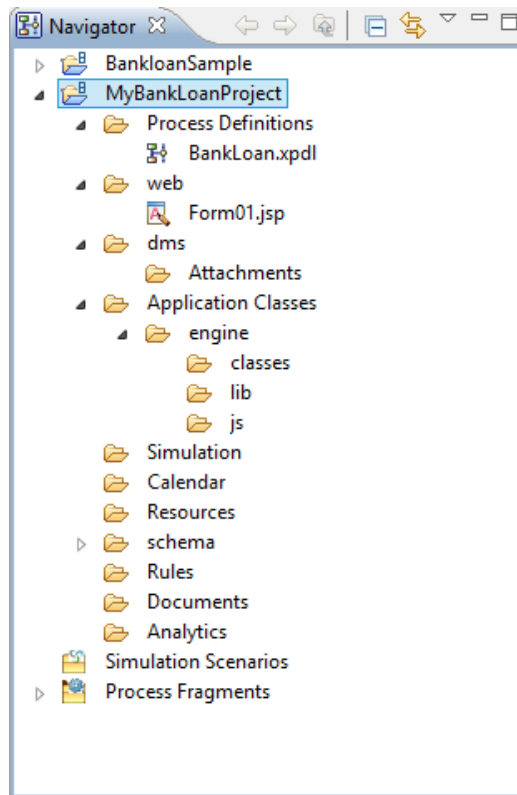 Navigator
BankloanSample
MyBankLoanProject
Process Definitions
BankLoan.xpdl
web
Form01.jsp
dms
Attachments
Application Classes
engine
classes
lib
js
Simulation
Calendar
Resources
schema
Rules
Documents
Analytics
Simulation Scenarios
Process Fragments